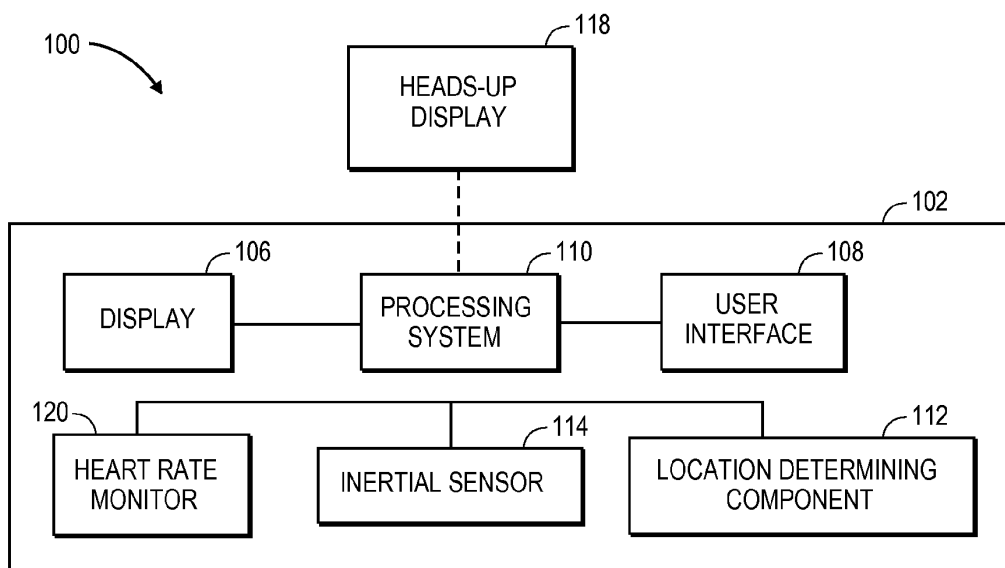 118
100
HEADS-UP
DISPLAY
102
106
110
108
DISPLAY
PROCESSING
SYSTEM
USER
INTERFACE
120
114
112
HEART RATE
MONITOR
INERTIAL SENSOR
LOCATION DETERMINING
COMPONENT